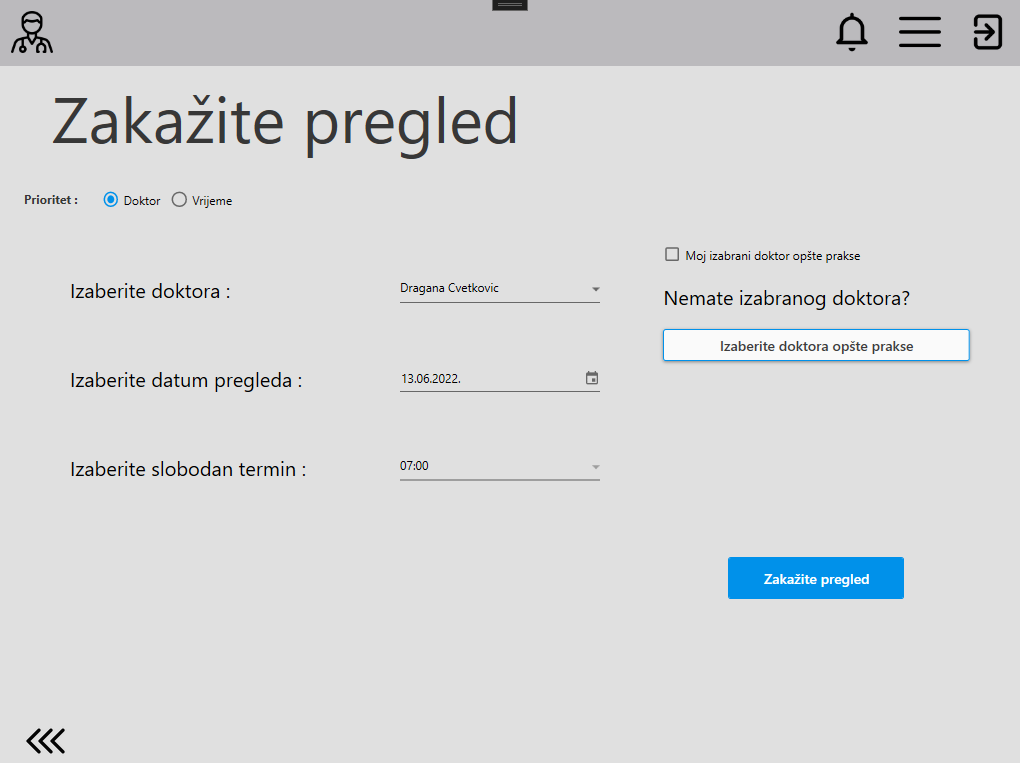 Zakažite pregled
Prioritet :
Doktor
Vrijeme
Moj izabrani doktor opšte prakse
Izaberite doktora :
Dragana Cvetkovic
Nemate izabranog doktora?
Izaberite doktora opšte prakse
Izaberite datum pregleda :
13.06.2022.
Izaberite slobodan termin :
07:00
Zakažite pregled